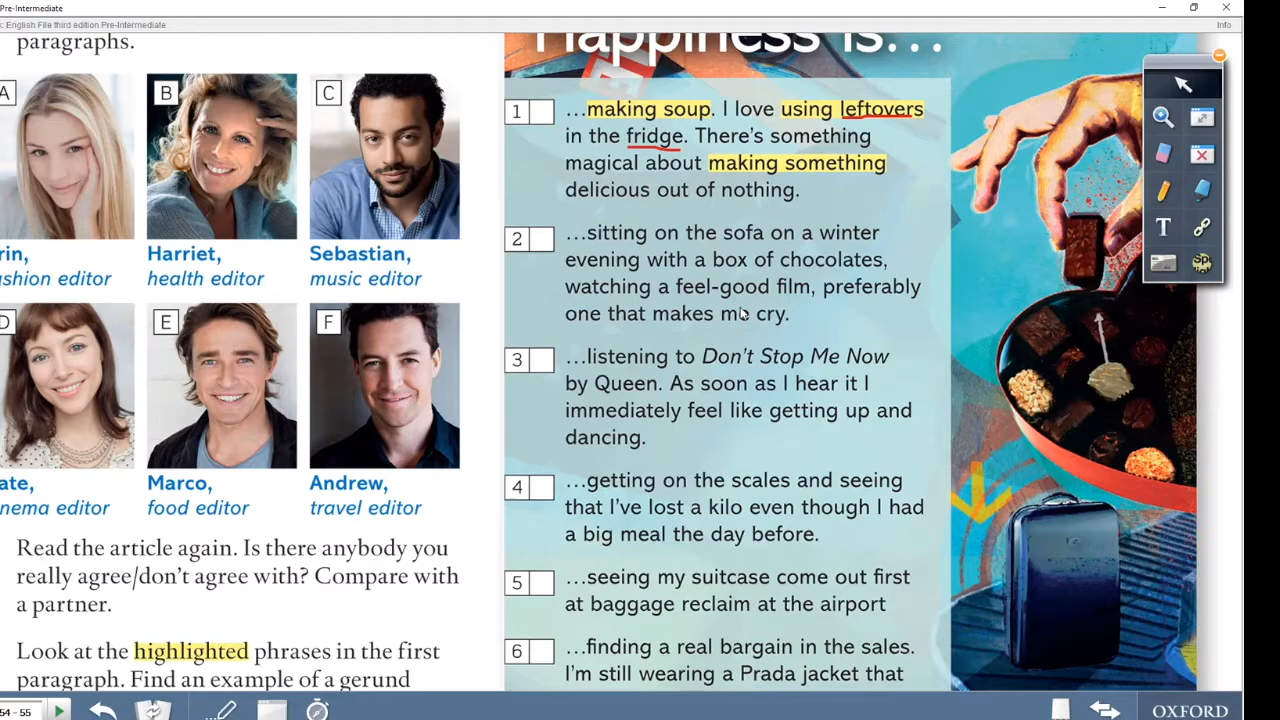 Pre-Intermediate
: English File third edition Pre-Intermediate
Info
paragraphs.
A
B
C
rin,
shion editor
Harriet,
health editor
Sebastian,
music editor
D
E
F
ate,
nema editor
Marco,
food editor
Andrew,
travel editor
Read the article again. Is there anybody you
really agree/don't agree with? Compare with
a partner.
Look at the highlighted phrases in the first
paragraph. Find an example of a gerund
Happiness is…
1
…making soup. I love using leftovers
in the fridge. There's something
magical about making something
delicious out of nothing.
2
…sitting on the sofa on a winter
evening with a box of chocolates,
watching a feel-good film, preferably
one that makes me cry.
3
…listening to Don't Stop Me Now
by Queen. As soon as I hear it I
immediately feel like getting up and
dancing.
4
…getting on the scales and seeing
that I've lost a kilo even though I had
a big meal the day before.
5
…seeing my suitcase come out first
at baggage reclaim at the airport
6
…finding a real bargain in the sales.
I'm still wearing a Prada jacket that
T
54 - 55
OXFORD